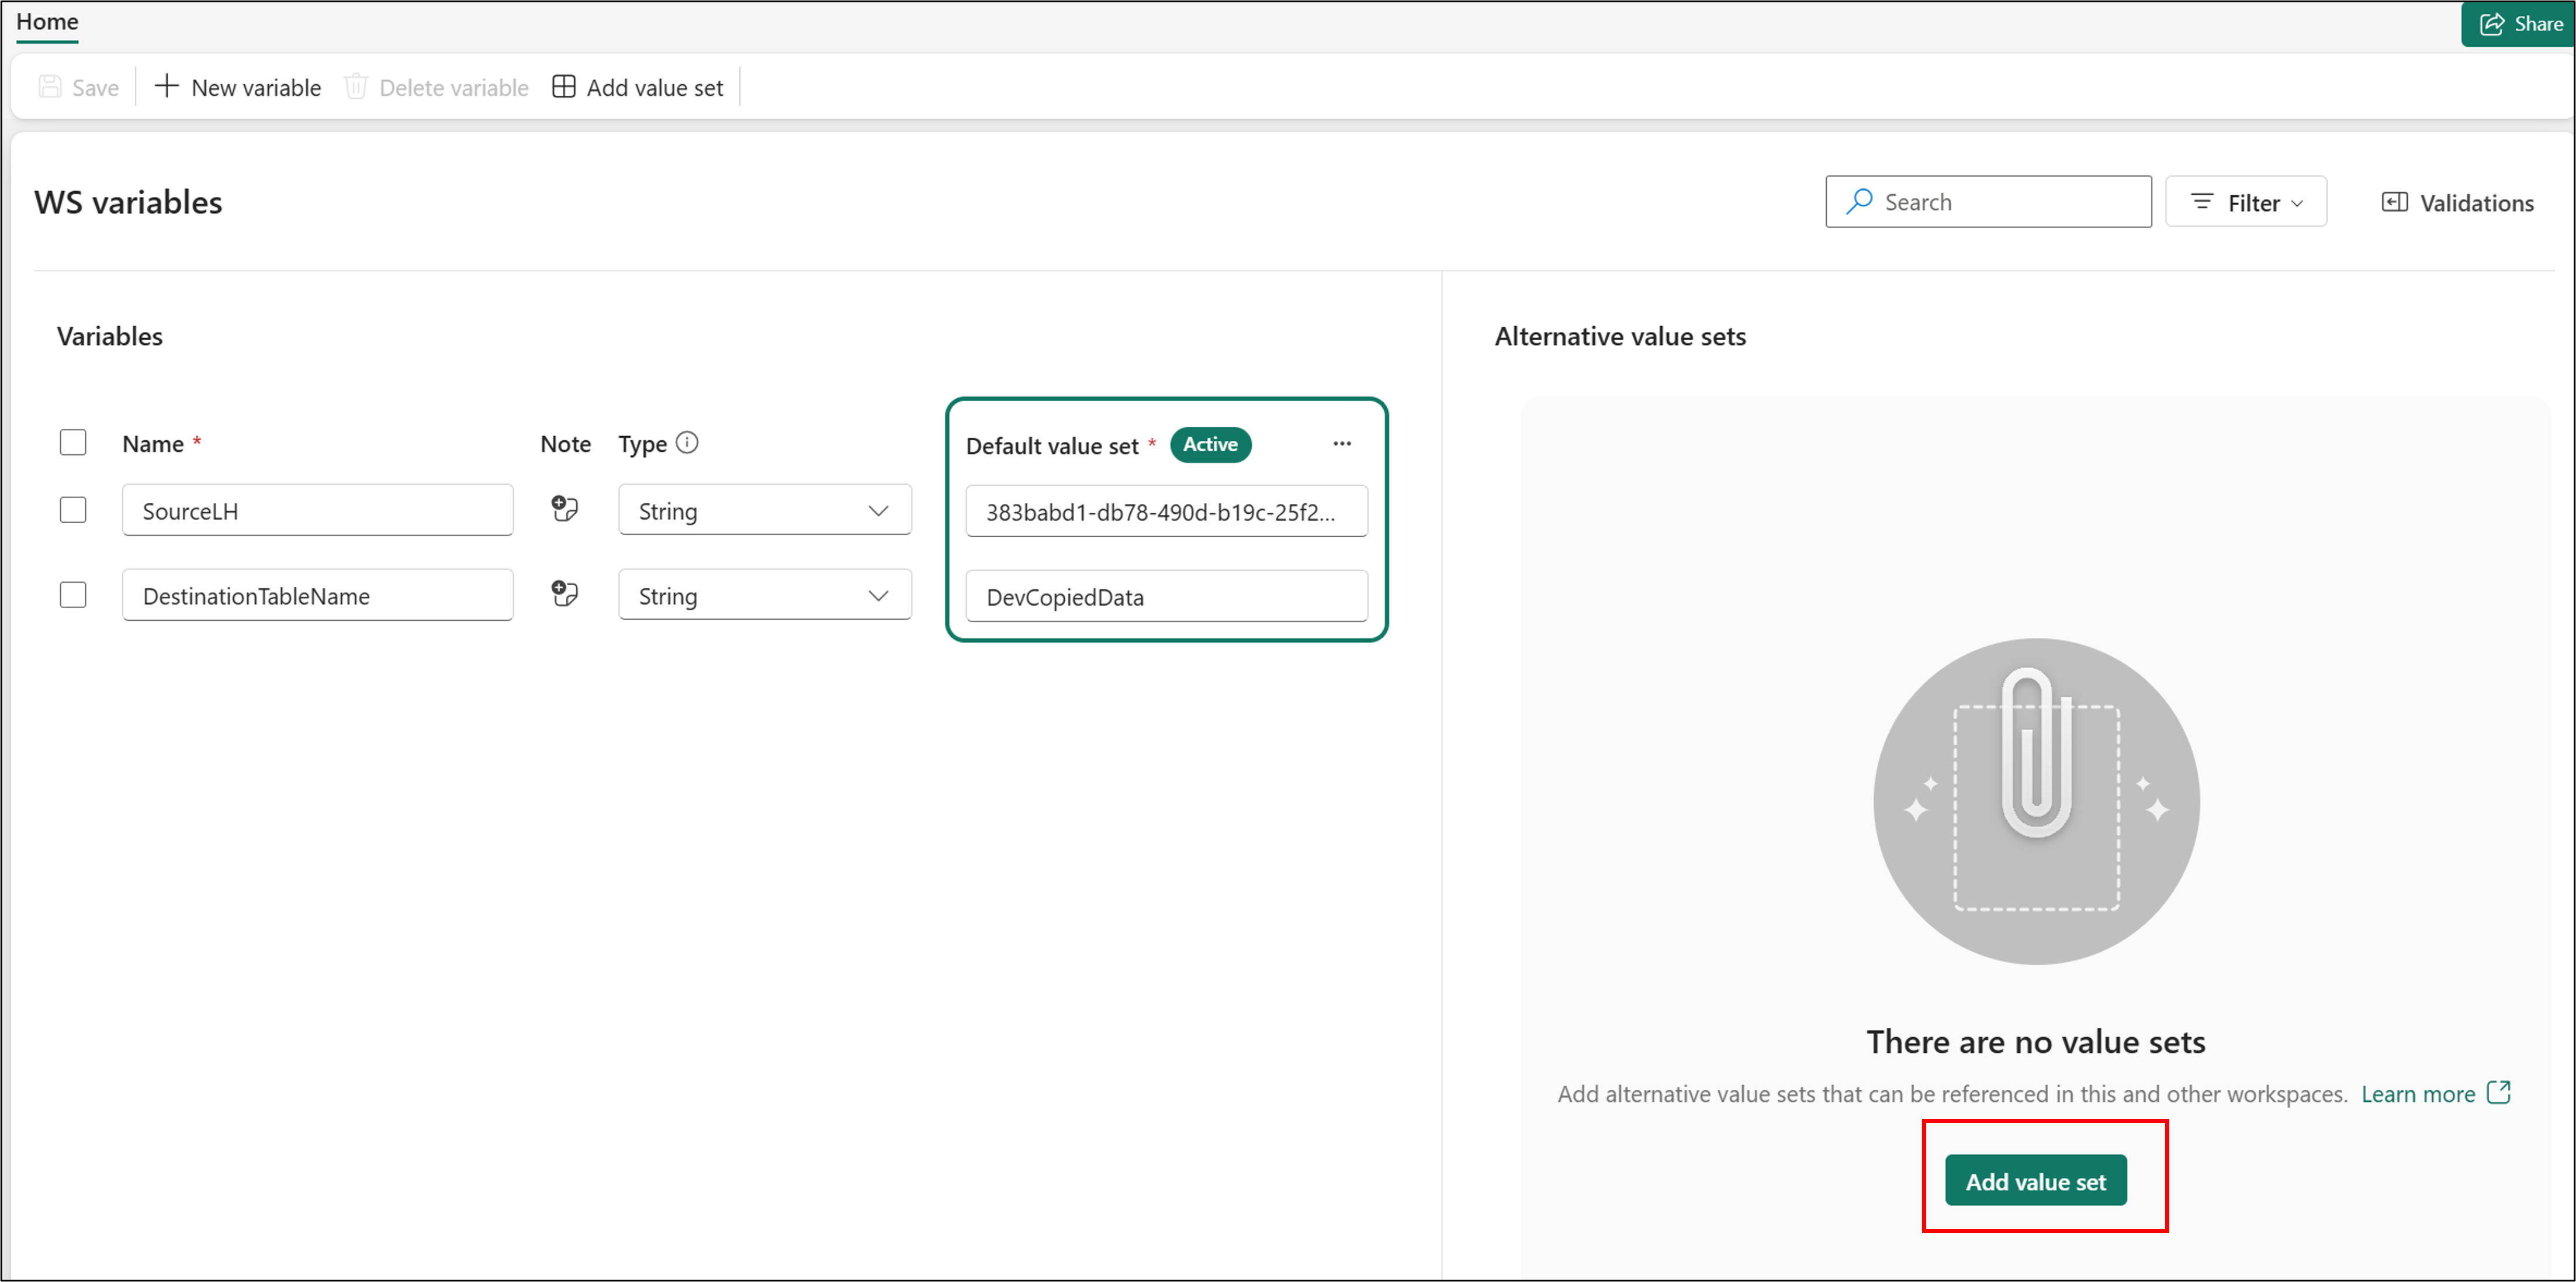 Home
Share
Save
New variable
Delete variable
Add value set
WS variables
Search
Filter
Validations
Variables
Alternative value sets
Name *
Note
Type
Default value set *
Active
SourceLH
String
383babd1-db78-490d-b19c-25f2...
DestinationTableName
String
DevCopiedData
There are no value sets
Add alternative value sets that can be referenced in this and other workspaces. Learn more
Add value set